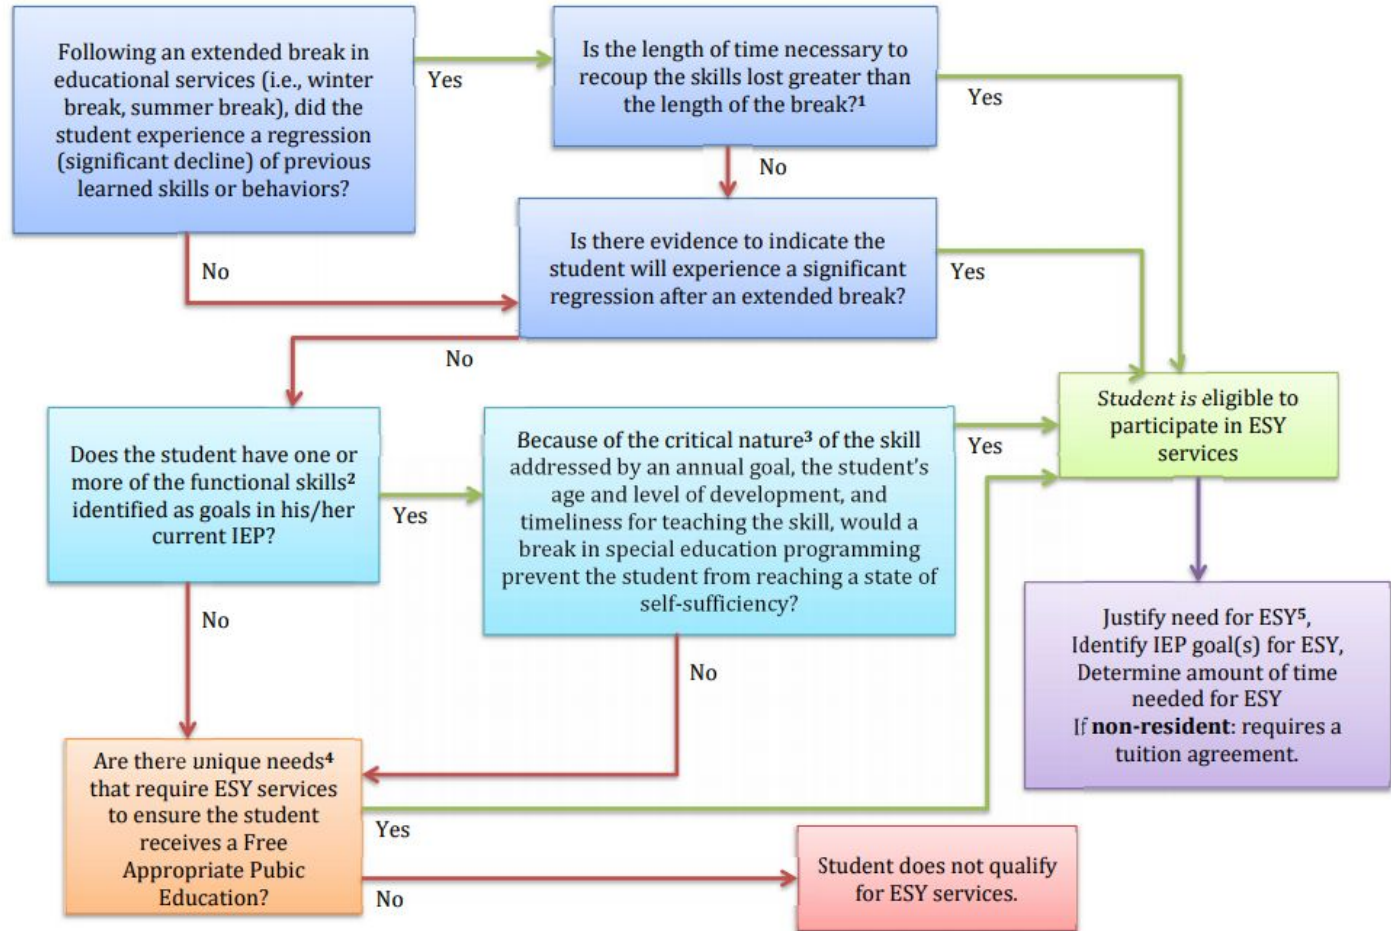 Following an extended break in
educational services (i.e., winter
break, summer break), did the
student experience a regression
(significant decline) of previous
learned skills or behaviors?
Yes
Is the length of time necessary to
recoup the skills lost greater than
the length of the break?¹
Yes
No
No
Is there evidence to indicate the
student will experience a significant
regression after an extended break?
Yes
No
Does the student have one or
more of the functional skills²
identified as goals in his/her
current IEP?
Yes
Because of the critical nature³ of the skill
addressed by an annual goal, the student’s
age and level of development, and
timeliness for teaching the skill, would a
break in special education programming
prevent the student from reaching a state of
self-sufficiency?
Yes
Student is eligible to
participate in ESY
services
No
No
Justify need for ESY⁵,
Identify IEP goal(s) for ESY,
Determine amount of time
needed for ESY
If non-resident: requires a
tuition agreement.
Are there unique needs⁴
that require ESY services
to ensure the student
receives a Free
Appropriate Pubic
Education?
Yes
No
Student does not qualify
for ESY services.